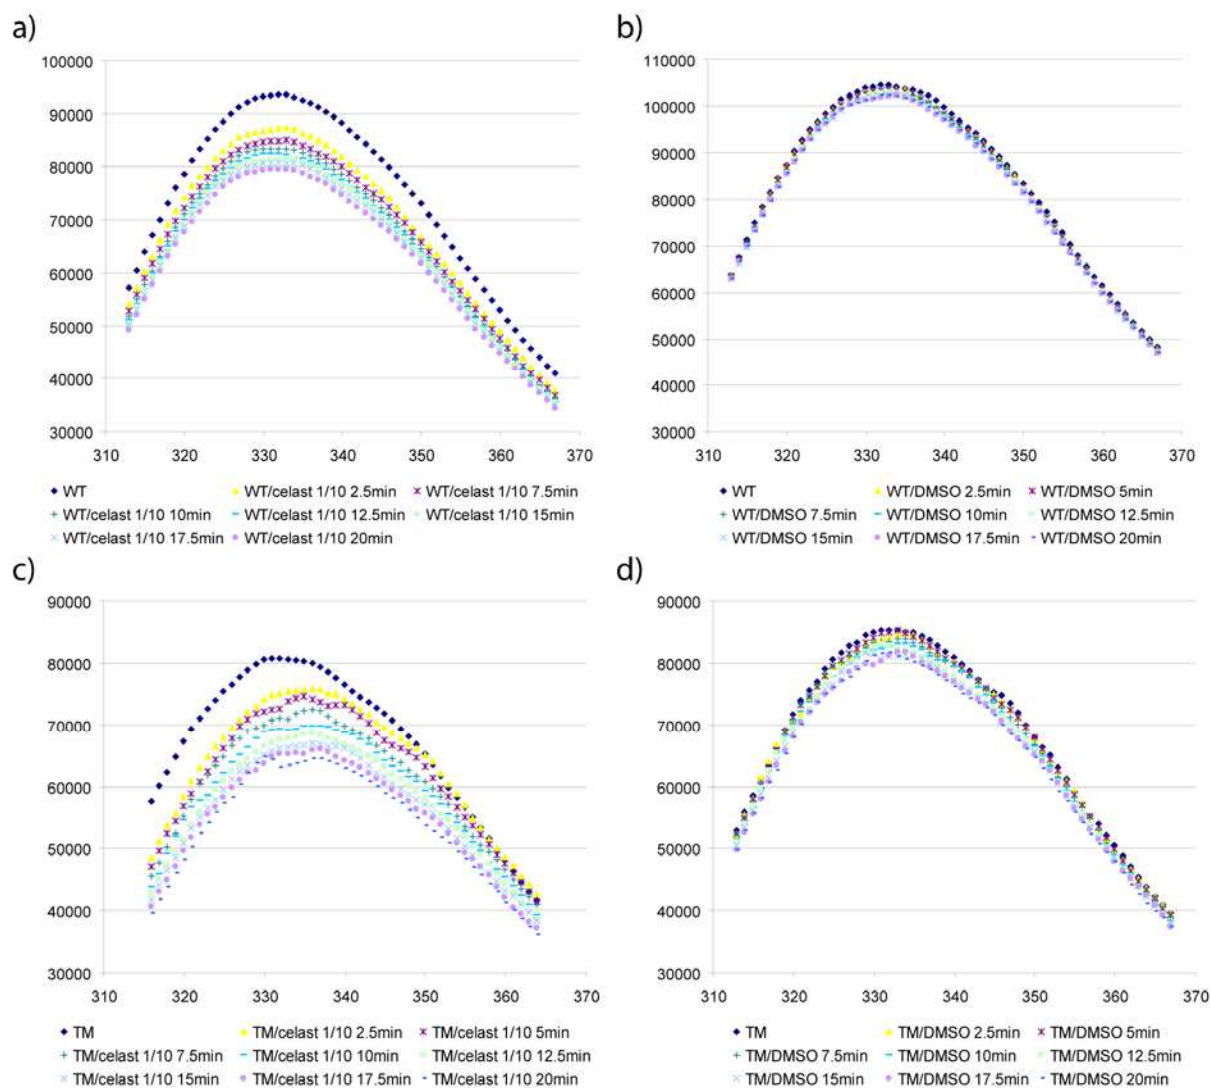 a)
100000
90000
80000
70000
60000
50000
40000
30000
310 320 330 340 350 360 370
WT WT/celast 1/10 2.5min WT/celast 1/10 7.5min
WT/celast 1/10 10min WT/celast 1/10 12.5min WT/celast 1/10 15min
WT/celast 1/10 17.5min WT/celast 1/10 20min
b)
110000
100000
90000
80000
70000
60000
50000
40000
30000
310 320 330 340 350 360 370
WT WT/DMSO 2.5min WT/DMSO 5min
WT/DMSO 7.5min WT/DMSO 10min WT/DMSO 12.5min
WT/DMSO 15min WT/DMSO 17.5min WT/DMSO 20min
c)
90000
80000
70000
60000
50000
40000
30000
310 320 330 340 350 360 370
TM TM/celast 1/10 2.5min TM/celast 1/10 5min
TM/celast 1/10 7.5min TM/celast 1/10 10min TM/celast 1/10 12.5min
TM/celast 1/10 15min TM/celast 1/10 17.5min TM/celast 1/10 20min
d)
90000
80000
70000
60000
50000
40000
30000
310 320 330 340 350 360 370
TM TM/DMSO 2.5min TM/DMSO 5min
TM/DMSO 7.5min TM/DMSO 10min TM/DMSO 12.5min
TM/DMSO 15min TM/DMSO 17.5min TM/DMSO 20min